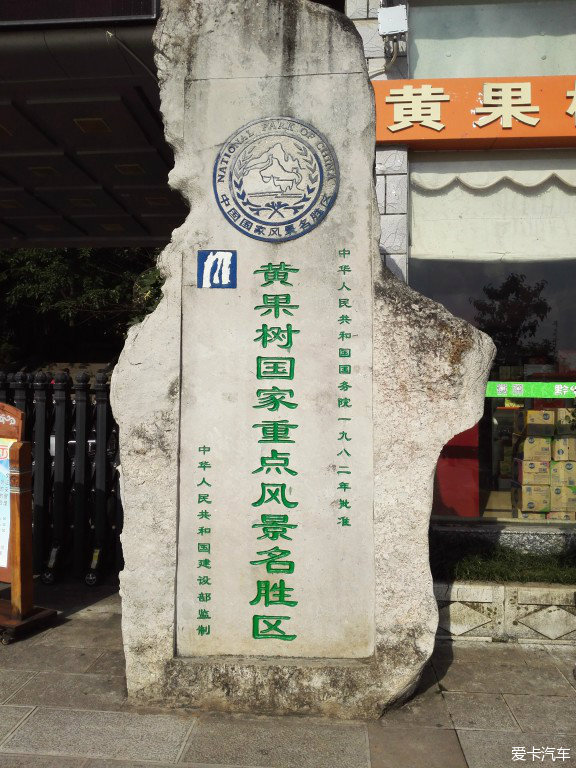 NATIONAL PARK OF CHINA
中国国家风景名胜区
中华人民共和国国务院一九八二年批准
黄果树国家重点风景名胜区
中华人民共和国建设部监制
黄果
爱卡汽车